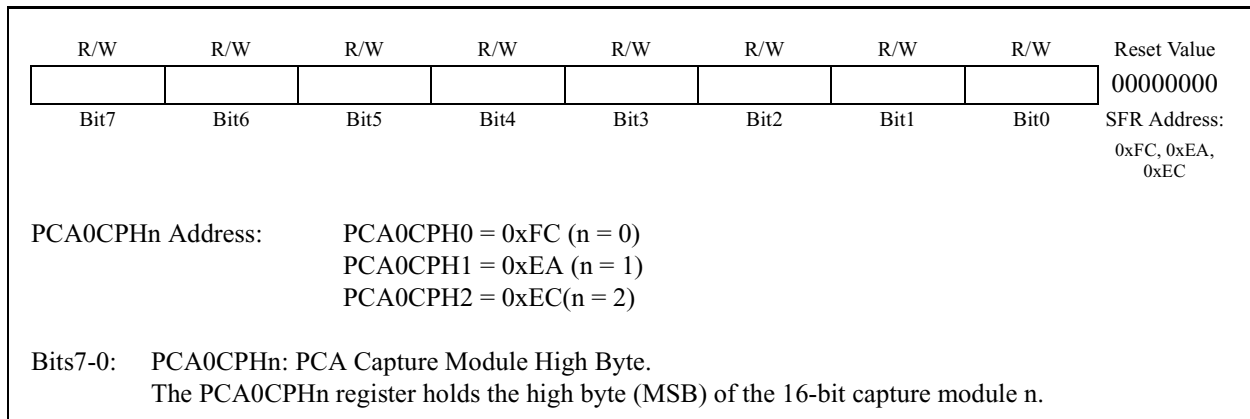 R/W R/W R/W R/W R/W R/W R/W R/W Reset Value
00000000
Bit7 Bit6 Bit5 Bit4 Bit3 Bit2 Bit1 Bit0 SFR Address:
0xFC, 0xEA,
0xEC
PCA0CPHn Address: PCA0CPH0 = 0xFC (n = 0)
PCA0CPH1 = 0xEA (n = 1)
PCA0CPH2 = 0xEC(n = 2)
Bits7-0: PCA0CPHn: PCA Capture Module High Byte.
The PCA0CPHn register holds the high byte (MSB) of the 16-bit capture module n.